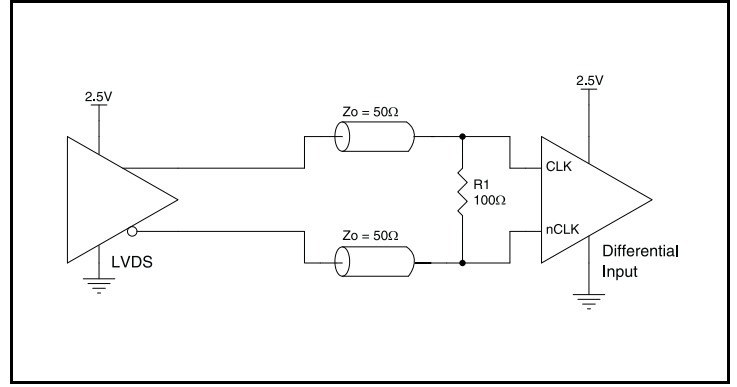 2.5V
2.5V
Zo = 50Ω
CLK
R1
100Ω
Zo = 50Ω
nCLK
LVDS
Differential
Input